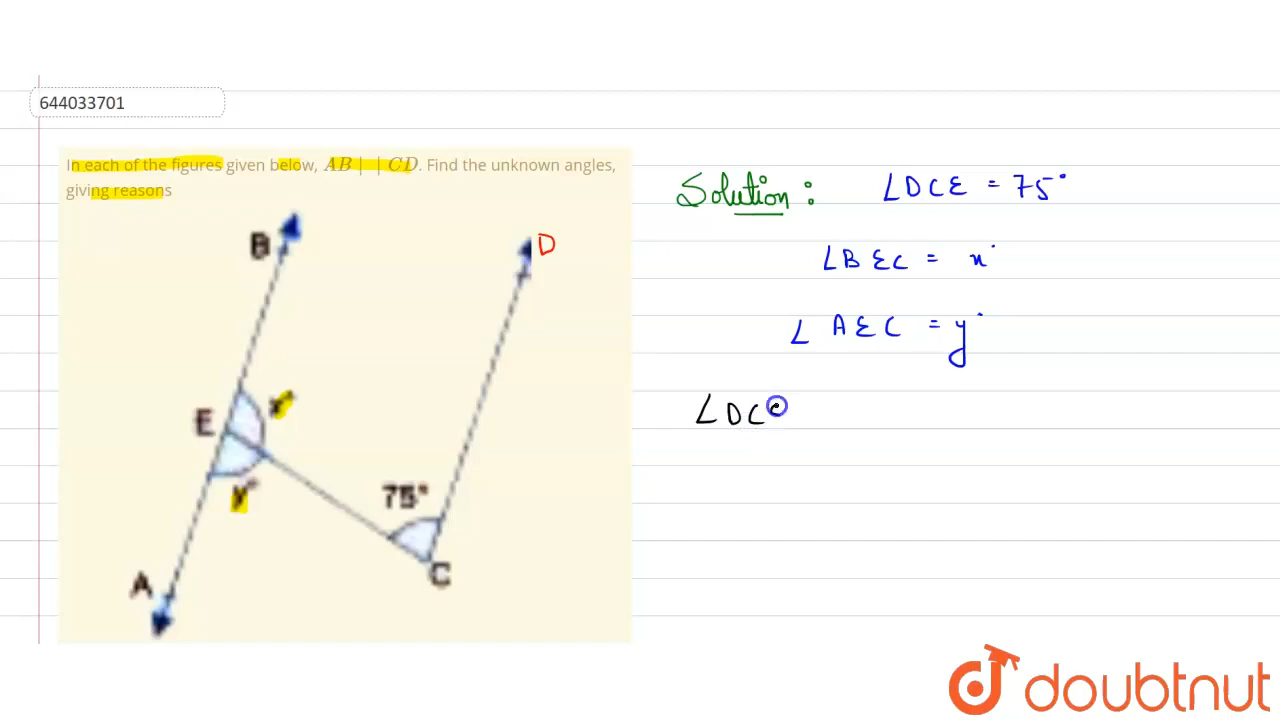 644033701
In each of the figures given below, AB | | CD. Find the unknown angles,
giving reasons
Solution : ∠DCE = 75°
∠BEC = x°
∠AEC = y°
∠DC
B
D
E
x°
y°
75°
A
C
doubtnut